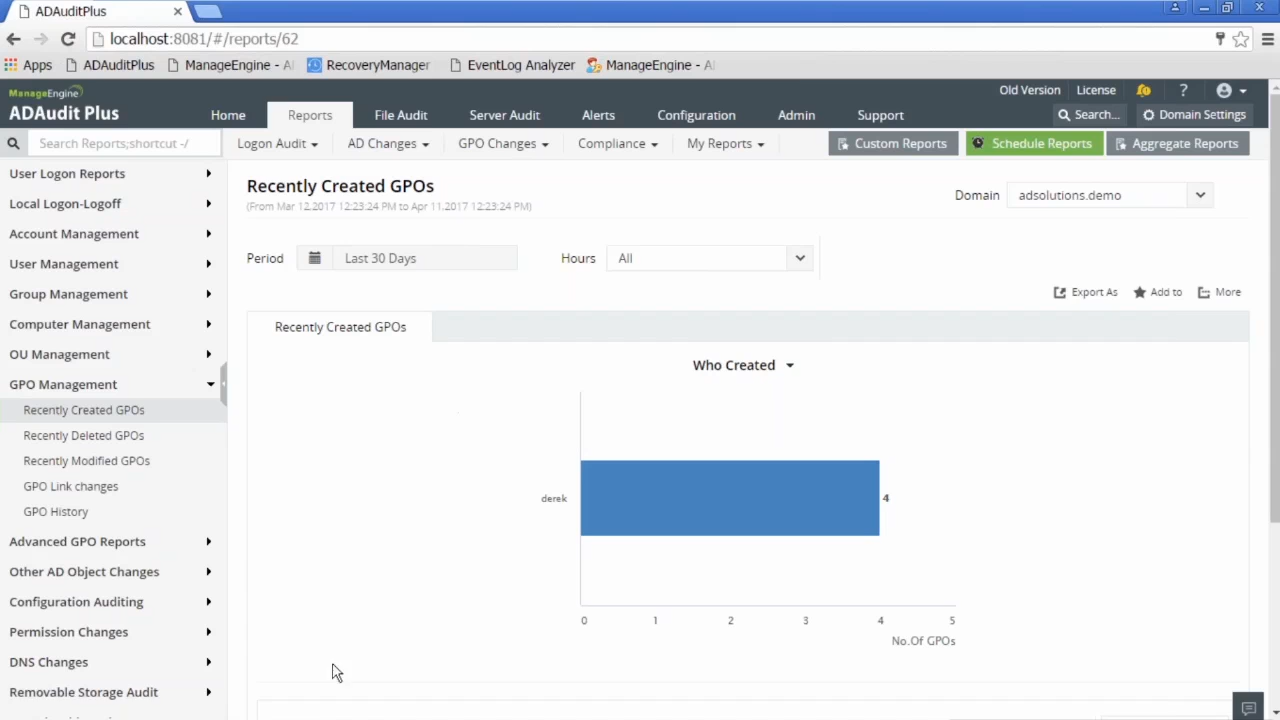 ADAuditPlus
localhost:8081/#/reports/62
Apps ADAuditPlus ManageEngine - A RecoveryManager EventLog Analyzer ManageEngine - A
ManageEngine
ADAudit Plus
Old Version License ?
Home Reports File Audit Server Audit Alerts Configuration Admin Support Search... Domain Settings
Search Reports;shortcut -/ Logon Audit AD Changes GPO Changes Compliance My Reports Custom Reports Schedule Reports Aggregate Reports
User Logon Reports
Local Logon-Logoff
Account Management
User Management
Group Management
Computer Management
OU Management
GPO Management
Recently Created GPOs
Recently Deleted GPOs
Recently Modified GPOs
GPO Link changes
GPO History
Advanced GPO Reports
Other AD Object Changes
Configuration Auditing
Permission Changes
DNS Changes
Removable Storage Audit
Recently Created GPOs
(From Mar 12,2017 12:23:24 PM to Apr 11,2017 12:23:24 PM)
Domain adsolutions.demo
Period Last 30 Days Hours All
Export As Add to More
Recently Created GPOs
Who Created
derek 4
0 1 2 3 4 5
No..Of GPOs